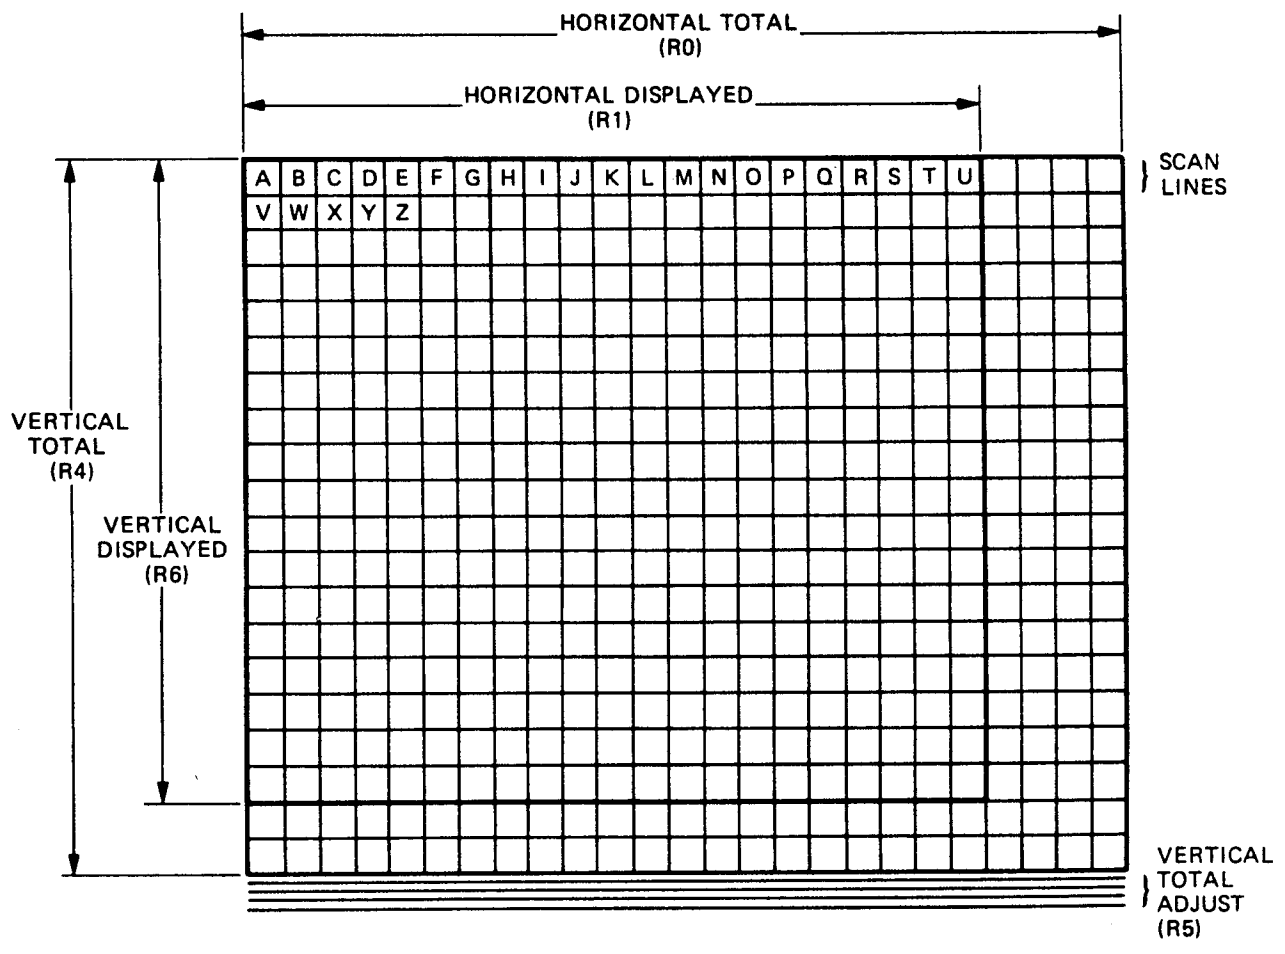 HORIZONTAL TOTAL
(R0)
HORIZONTAL DISPLAYED
(R1)
SCAN
LINES
A B C D E F G H I J K L M N O P Q R S T U
V W X Y Z
VERTICAL
TOTAL
(R4)
VERTICAL
DISPLAYED
(R6)
VERTICAL
TOTAL
ADJUST
(R5)